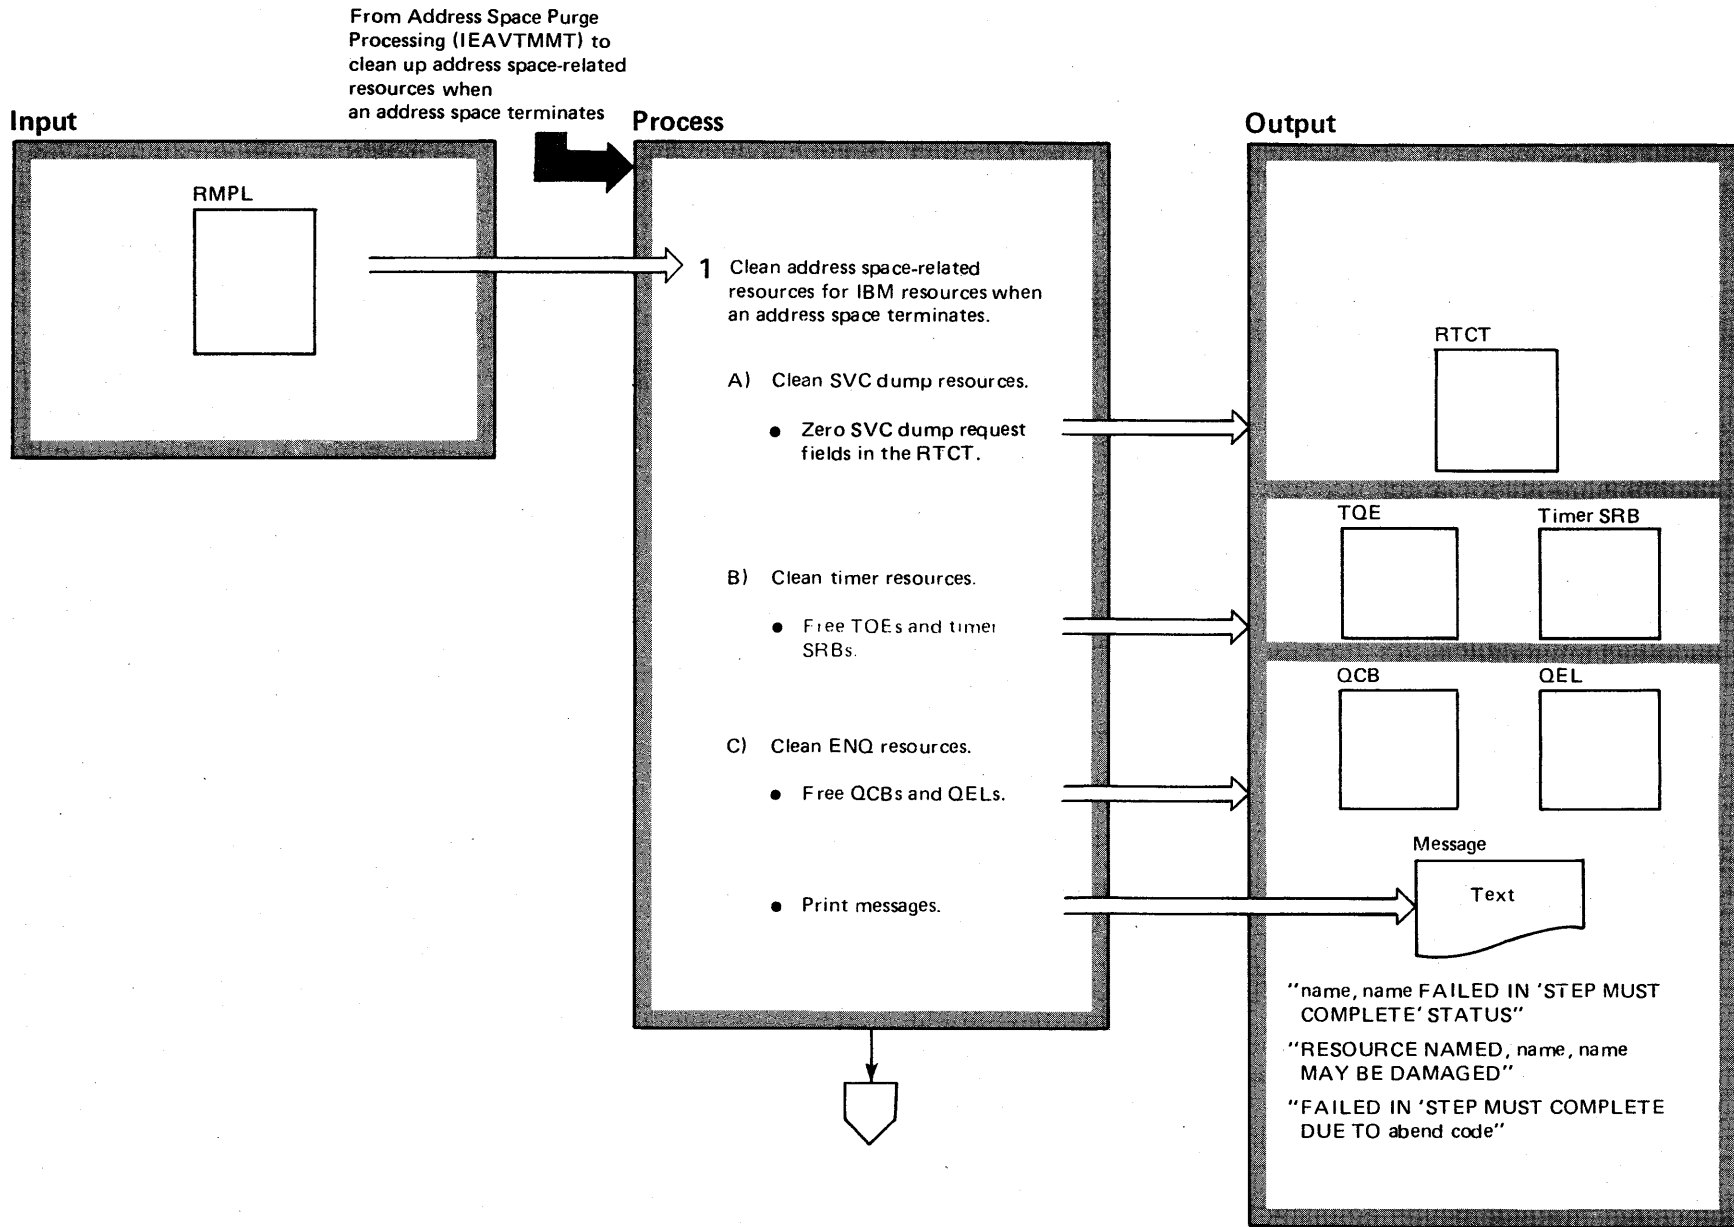 From Address Space Purge
Processing (IEAVTMMT) to
clean up address space-related
resources when
an address space terminates
Input
Process
Output
RMPL
1 Clean address space-related
resources for IBM resources when
an address space terminates.
RTCT
A) Clean SVC dump resources.
• Zero SVC dump request
fields in the RTCT.
TQE
Timer SRB
B) Clean timer resources.
• Free TQEs and timer
SRBs.
QCB
QEL
C) Clean ENQ resources.
• Free QCBs and QELs.
Message
Text
• Print messages.
"name, name FAILED IN 'STEP MUST
COMPLETE' STATUS"
"RESOURCE NAMED, name, name
MAY BE DAMAGED"
"FAILED IN 'STEP MUST COMPLETE
DUE TO abend code"